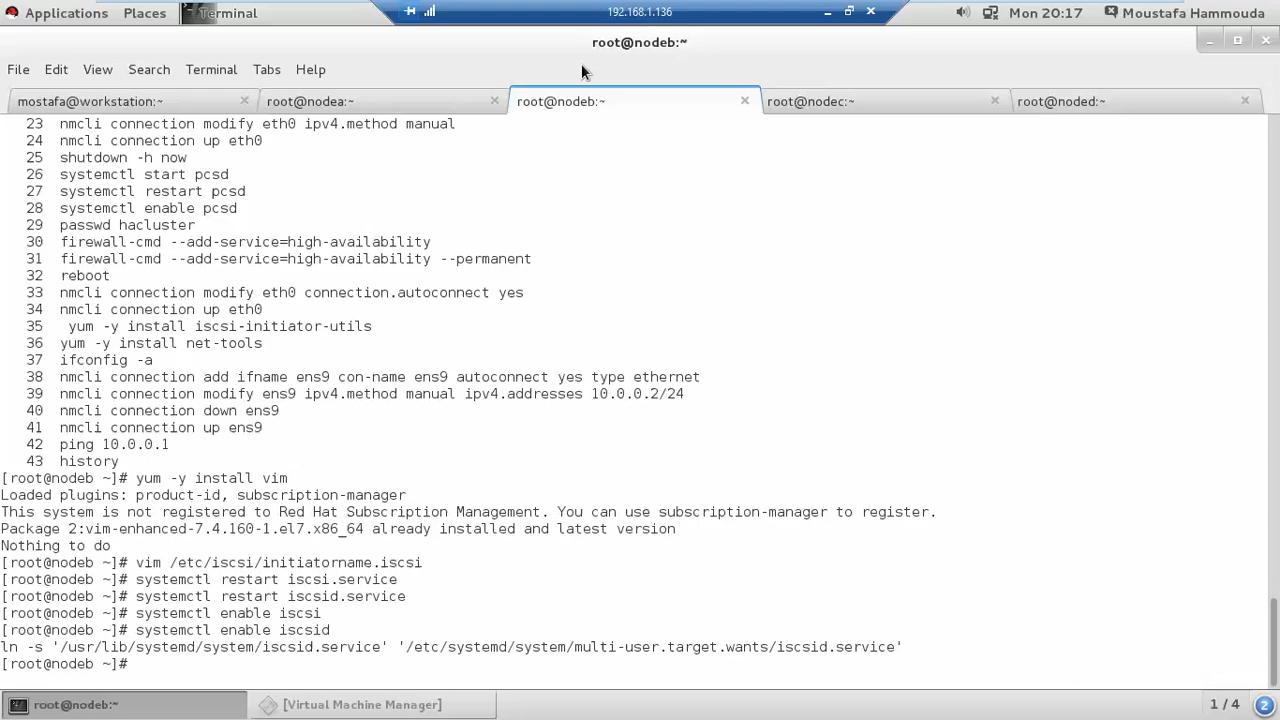 Applications Places Terminal 192.168.1.136 Mon 20:17 Moustafa Hammouda
root@nodeb:~
File Edit View Search Terminal Tabs Help
mostafa@workstation:~ root@nodea:~ root@nodeb:~ root@nodec:~ root@noded:~
23 nmcli connection modify eth0 ipv4.method manual
24 nmcli connection up eth0
25 shutdown -h now
26 systemctl start pcsd
27 systemctl restart pcsd
28 systemctl enable pcsd
29 passwd hacluster
30 firewall-cmd --add-service=high-availability
31 firewall-cmd --add-service=high-availability --permanent
32 reboot
33 nmcli connection modify eth0 connection.autoconnect yes
34 nmcli connection up eth0
35  yum -y install iscsi-initiator-utils
36 yum -y install net-tools
37 ifconfig -a
38 nmcli connection add ifname ens9 con-name ens9 autoconnect yes type ethernet
39 nmcli connection modify ens9 ipv4.method manual ipv4.addresses 10.0.0.2/24
40 nmcli connection down ens9
41 nmcli connection up ens9
42 ping 10.0.0.1
43 history
[root@nodeb ~]# yum -y install vim
Loaded plugins: product-id, subscription-manager
This system is not registered to Red Hat Subscription Management. You can use subscription-manager to register.
Package 2:vim-enhanced-7.4.160-1.el7.x86_64 already installed and latest version
Nothing to do
[root@nodeb ~]# vim /etc/iscsi/initiatorname.iscsi
[root@nodeb ~]# systemctl restart iscsi.service
[root@nodeb ~]# systemctl restart iscsid.service
[root@nodeb ~]# systemctl enable iscsi
[root@nodeb ~]# systemctl enable iscsid
ln -s '/usr/lib/systemd/system/iscsid.service' '/etc/systemd/system/multi-user.target.wants/iscsid.service'
[root@nodeb ~]#
root@nodeb:~ [Virtual Machine Manager] 1 / 4 2